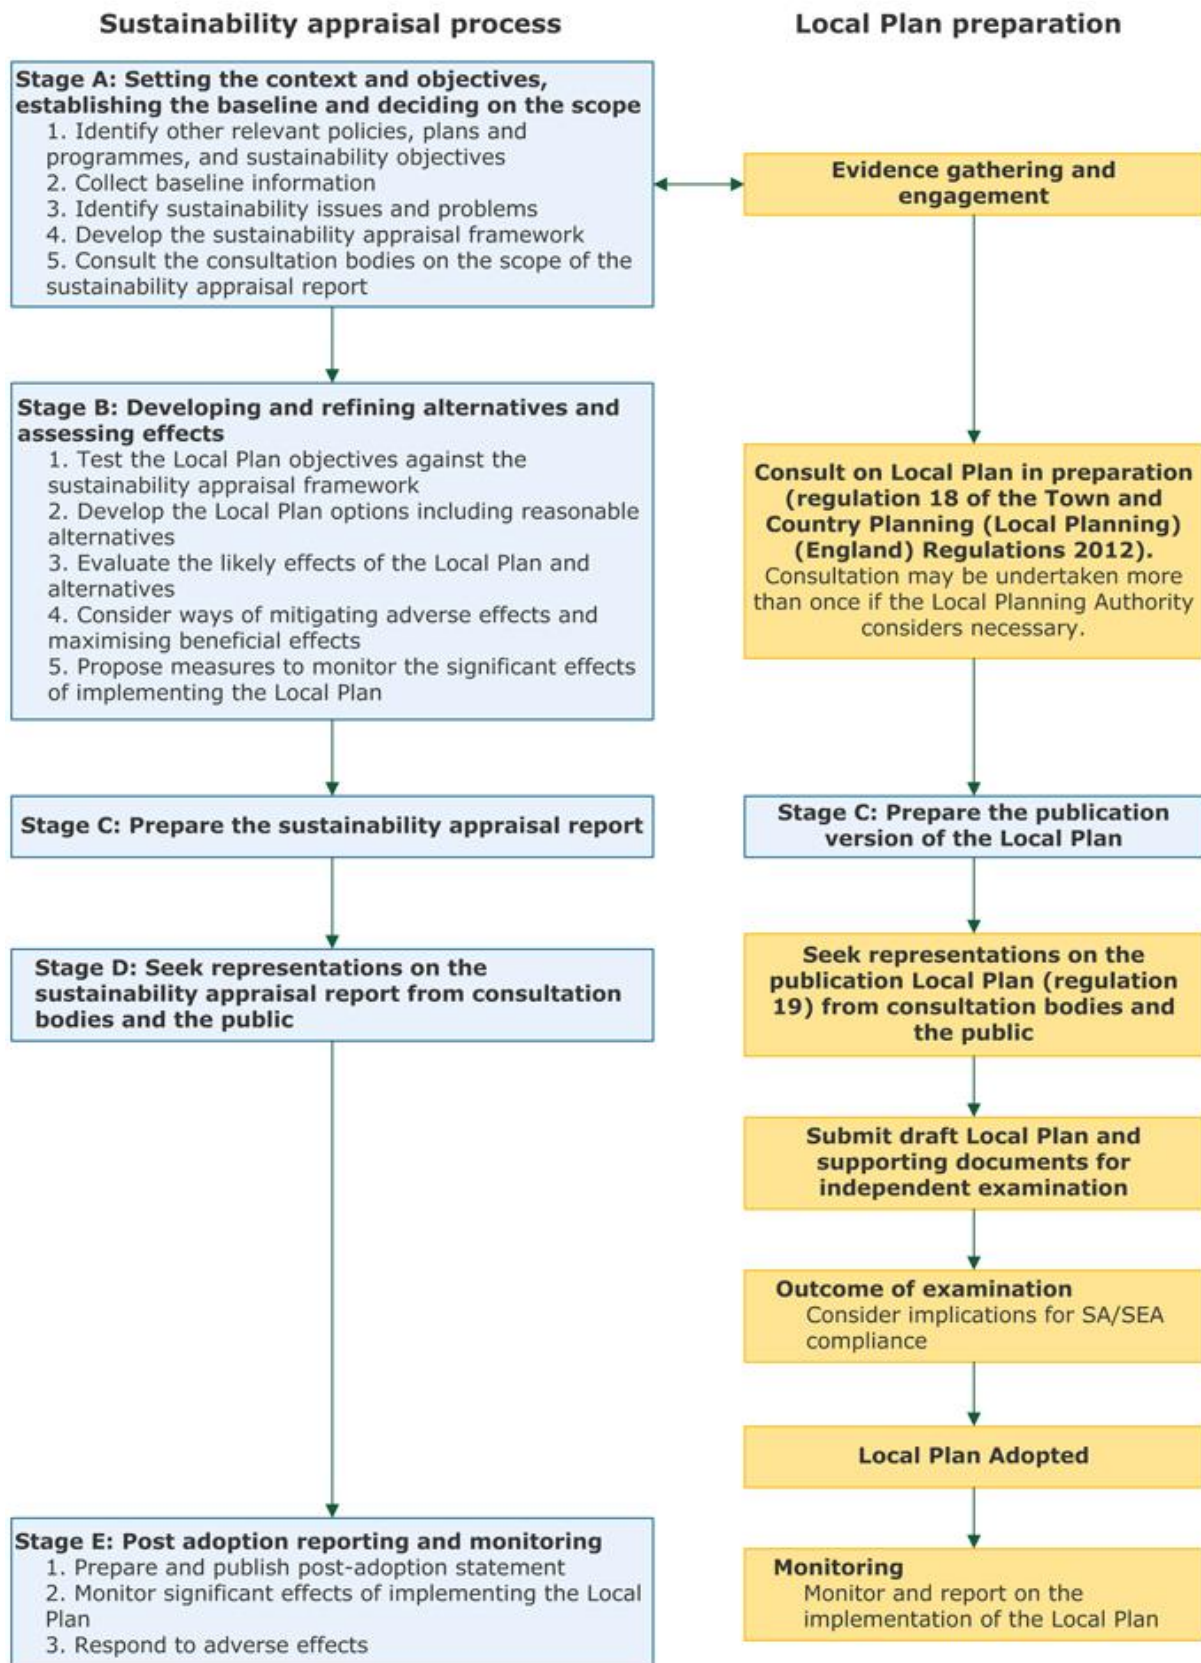 Sustainability appraisal process
Local Plan preparation
Stage A: Setting the context and objectives,
establishing the baseline and deciding on the scope
1. Identify other relevant policies, plans and
programmes, and sustainability objectives
2. Collect baseline information
3. Identify sustainability issues and problems
4. Develop the sustainability appraisal framework
5. Consult the consultation bodies on the scope of the
sustainability appraisal report
Evidence gathering and
engagement
Stage B: Developing and refining alternatives and
assessing effects
1. Test the Local Plan objectives against the
sustainability appraisal framework
2. Develop the Local Plan options including reasonable
alternatives
3. Evaluate the likely effects of the Local Plan and
alternatives
4. Consider ways of mitigating adverse effects and
maximising beneficial effects
5. Propose measures to monitor the significant effects
of implementing the Local Plan
Consult on Local Plan in preparation
(regulation 18 of the Town and
Country Planning (Local Planning)
(England) Regulations 2012).
Consultation may be undertaken more
than once if the Local Planning Authority
considers necessary.
Stage C: Prepare the sustainability appraisal report
Stage C: Prepare the publication
version of the Local Plan
Stage D: Seek representations on the
sustainability appraisal report from consultation
bodies and the public
Seek representations on the
publication Local Plan (regulation
19) from consultation bodies and
the public
Submit draft Local Plan and
supporting documents for
independent examination
Outcome of examination
Consider implications for SA/SEA
compliance
Local Plan Adopted
Stage E: Post adoption reporting and monitoring
1. Prepare and publish post-adoption statement
2. Monitor significant effects of implementing the Local
Plan
3. Respond to adverse effects
Monitoring
Monitor and report on the
implementation of the Local Plan